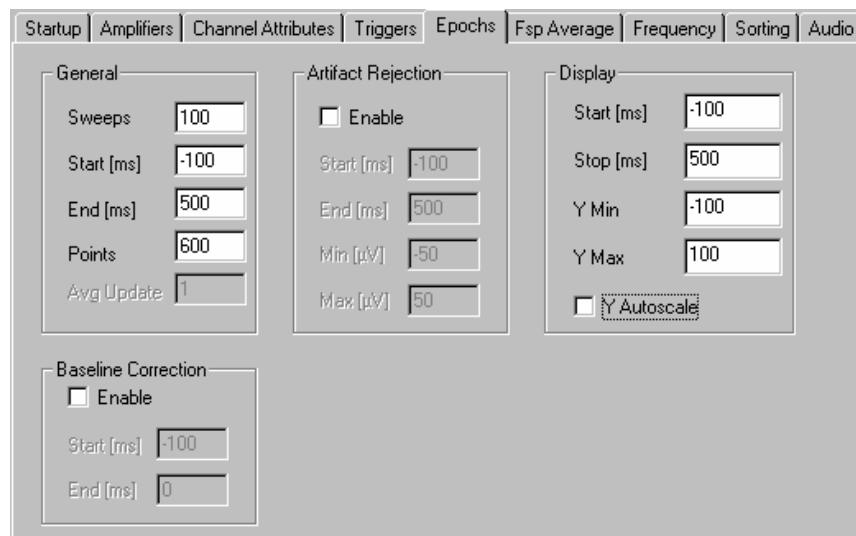 Startup Amplifiers Channel Attributes Triggers Epochs Fsp Average Frequency Sorting Audio
General
Sweeps 100
Start [ms] -100
End [ms] 500
Points 600
Avg Update 1
Artifact Rejection
Enable
Start [ms] -100
End [ms] 500
Min [µV] -50
Max [µV] 50
Display
Start [ms] -100
Stop [ms] 500
Y Min -100
Y Max 100
Y Autoscale
Baseline Correction
Enable
Start [ms] -100
End [ms] 0